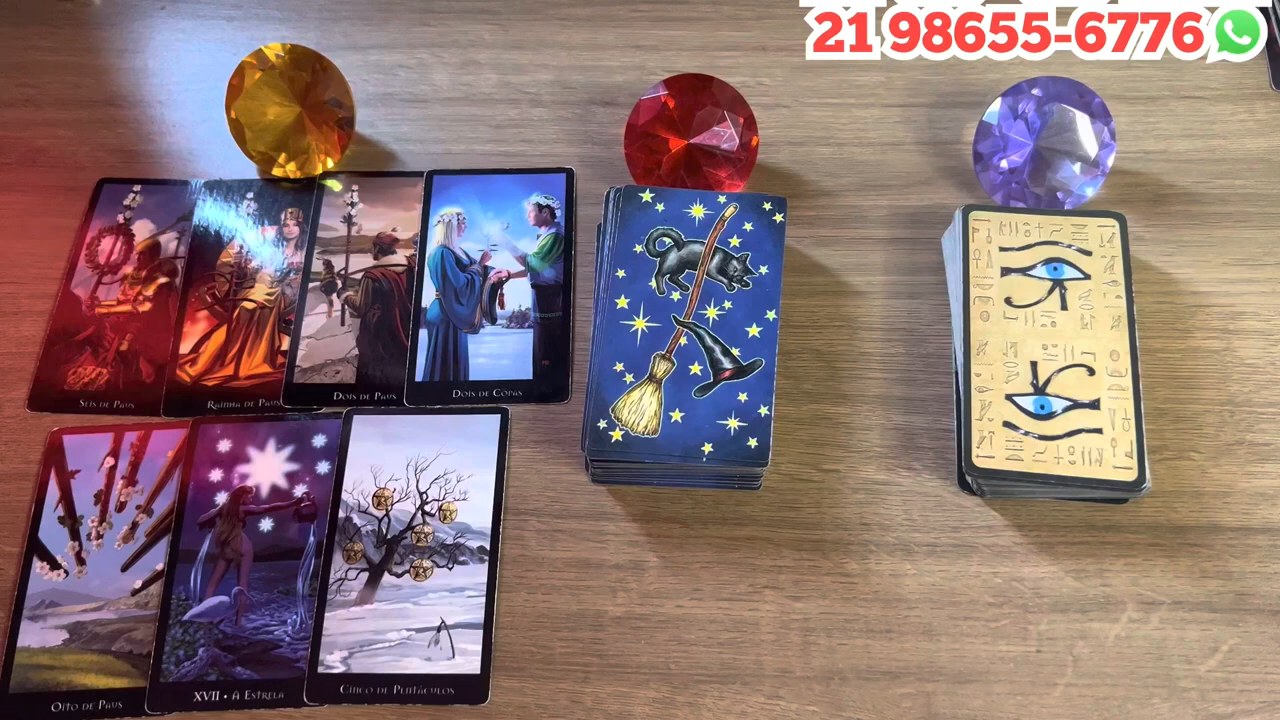 21 98655-6776
SEIS DE PAUS
RAINHA DE PAUS
DOIS DE PAUS
DOIS DE COPAS
OITO DE PAUS
XVII • A ESTRELA
CINCO DE PENTÁCULOS